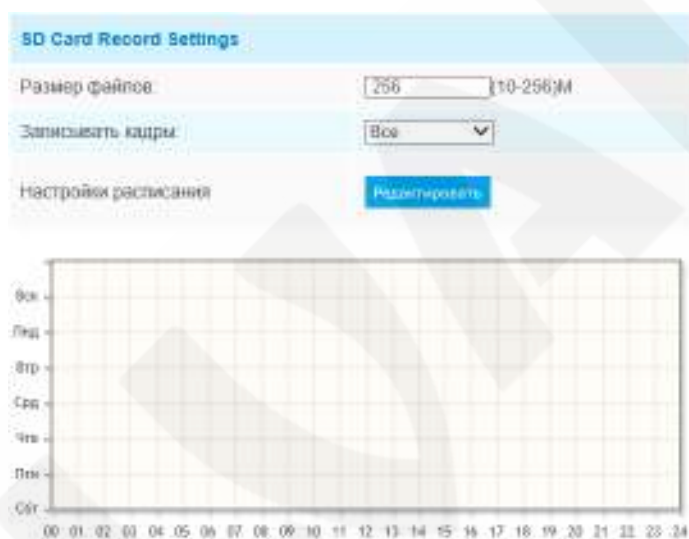 SD Card Record Settings
Размер файлов: 256 (10-256)M
Записывать кадры: Все
Настройки расписания Редактировать
Вск
Пнд
Втр
Срд
Чтв
Птн
Сбт
00 01 02 03 04 05 06 07 08 09 10 11 12 13 14 15 16 17 18 19 20 21 22 23 24